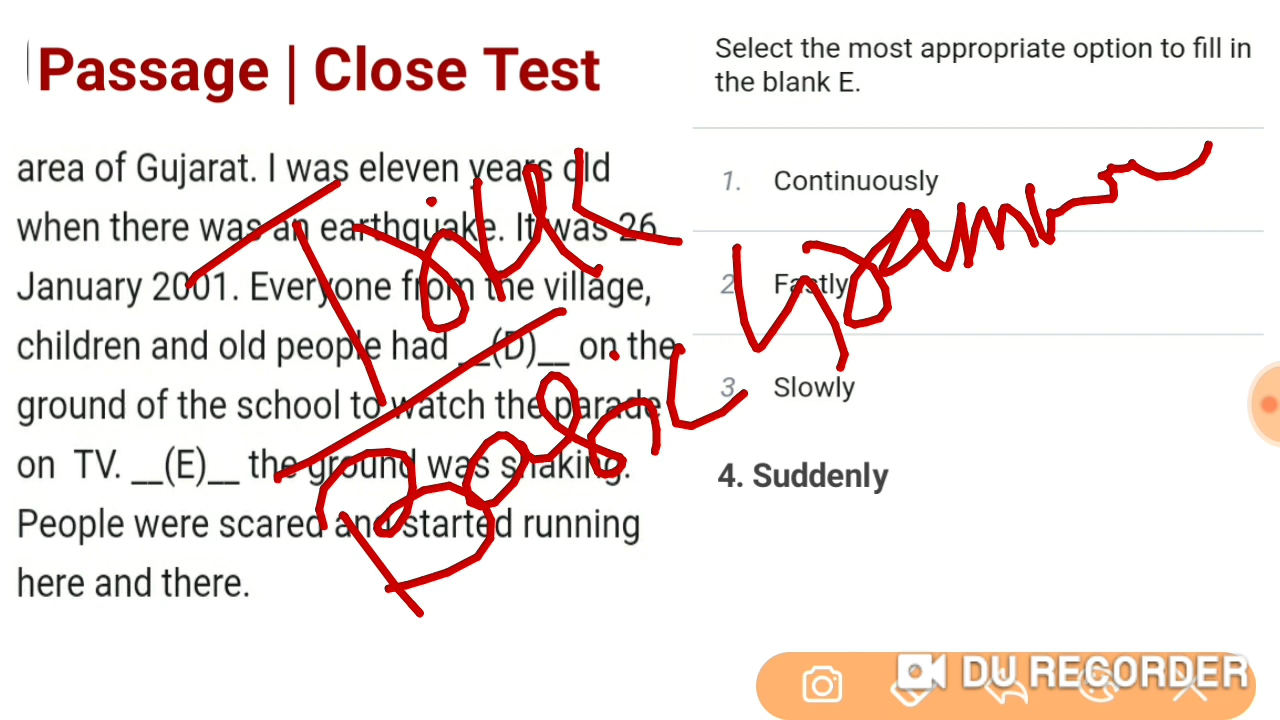 Passage | Close Test
area of Gujarat. I was eleven years old
when there was an earthquake. It was 26
January 2001. Everyone from the village,
children and old people had __(D)__ on the
ground of the school to watch the parade
on TV. __(E)__ the ground was shaking.
People were scared and started running
here and there.
Select the most appropriate option to fill in
the blank E.
1. Continuously
2. Fastly
3. Slowly
4. Suddenly
Basic
DU RECORDER